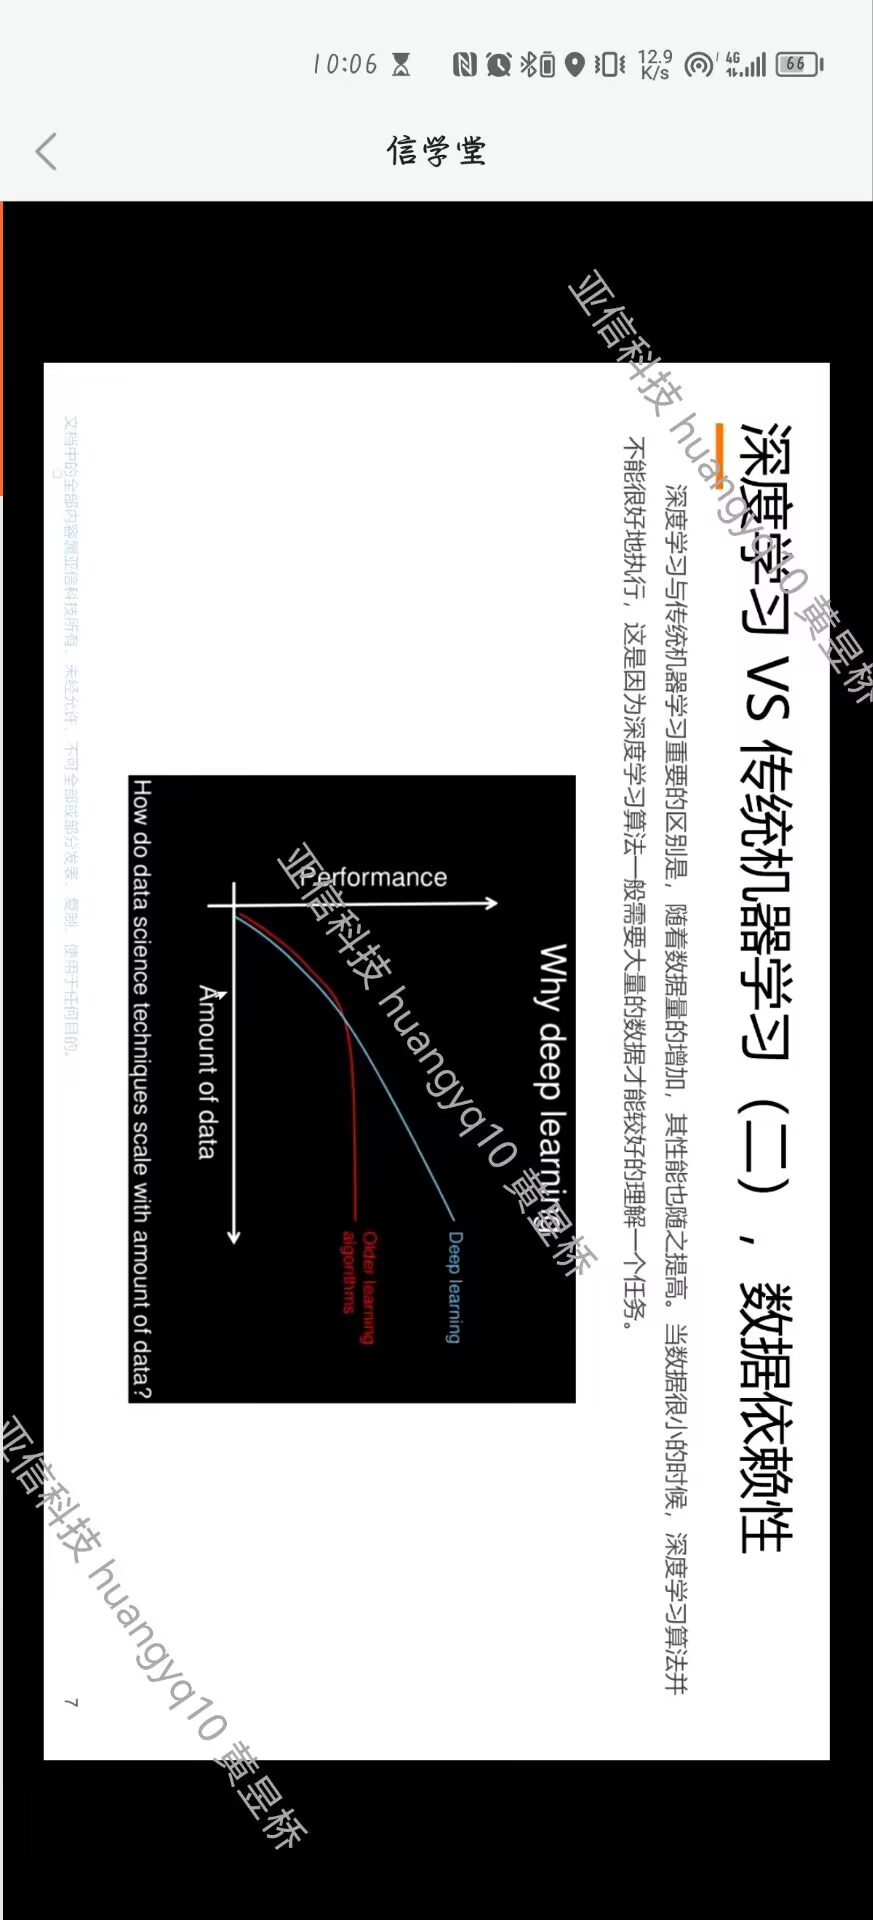 10:06
12.9
K/s
4G
66
信学堂
深度学习 VS 传统机器学习（二），数据依赖性
深度学习与传统机器学习重要的区别是，随着数据量的增加，其性能也随之提高。当数据很小的时候，深度学习算法并
不能很好地执行，这是因为深度学习算法一般需要大量的数据才能较好的理解一个任务。
Why deep learning
Performance
Deep learning
Older learning
algorithms
Amount of data
How do data science techniques scale with amount of data?
文档中的全部内容属亚信科技所有，未经允许，不可全部或部分发表、复制、使用于任何目的。
7
亚信科技 huangyq10 黄昱桥
亚信科技 huangyq10 黄昱桥
亚信科技 huangyq10 黄昱桥